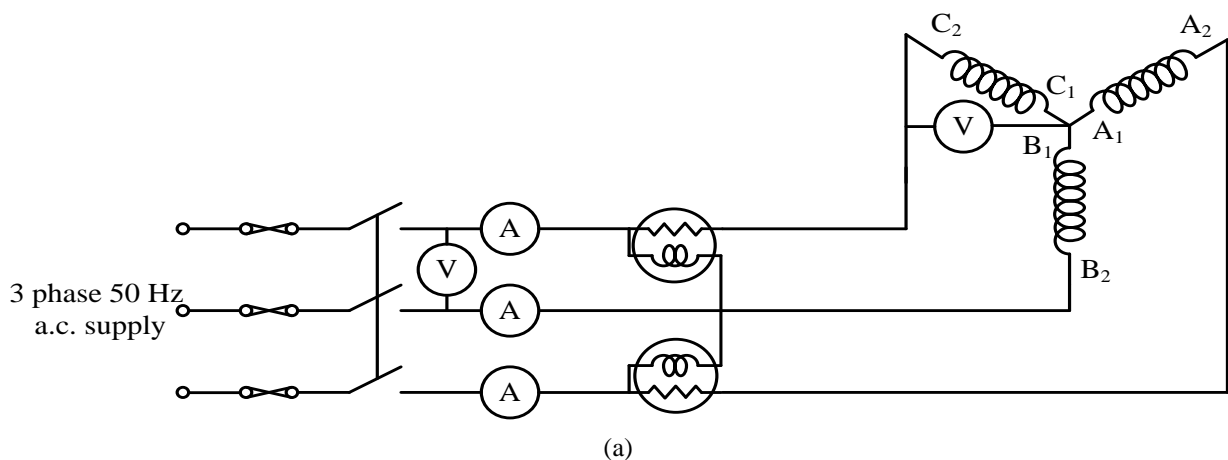 C₂
A₂
C₁
V
A₁
B₁
A
V
B₂
3 phase 50 Hz
a.c. supply
A
A
(a)